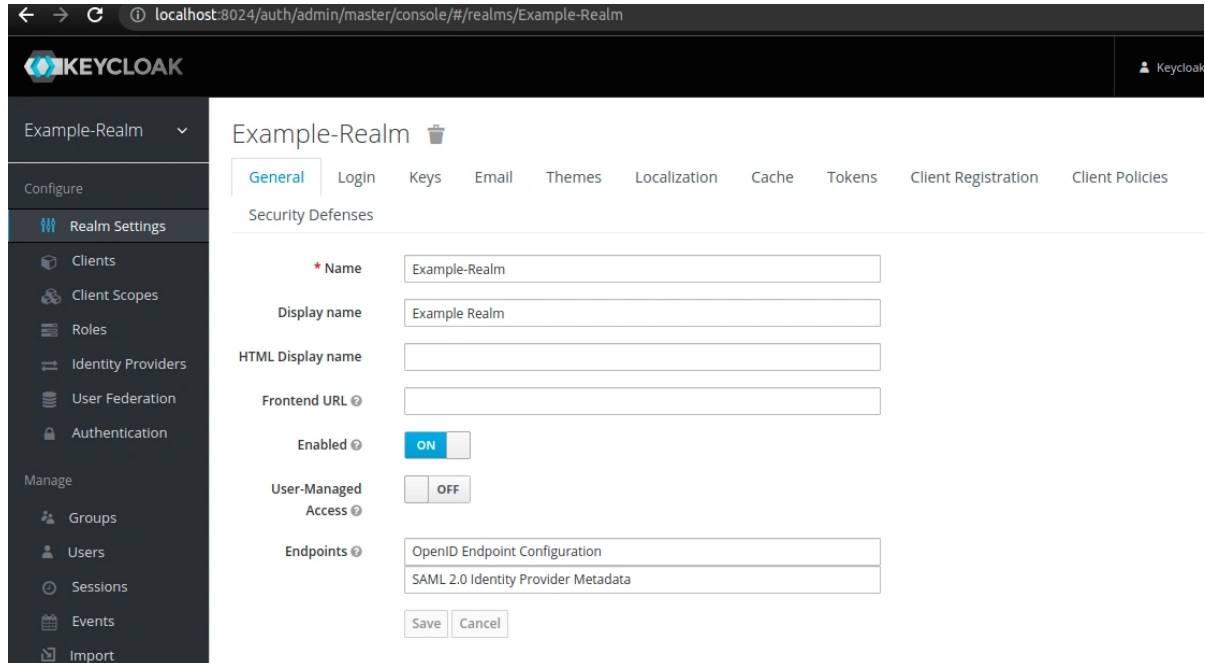 localhost:8024/auth/admin/master/console/#/realms/Example-Realm
KEYCLOAK
Keycloak
Example-Realm
Configure
Realm Settings
Clients
Client Scopes
Roles
Identity Providers
User Federation
Authentication
Manage
Groups
Users
Sessions
Events
Import
Example-Realm
General Login Keys Email Themes Localization Cache Tokens Client Registration Client Policies
Security Defenses
* Name Example-Realm
Display name Example Realm
HTML Display name
Frontend URL
Enabled ON
User-Managed
Access OFF
Endpoints OpenID Endpoint Configuration
SAML 2.0 Identity Provider Metadata
Save Cancel